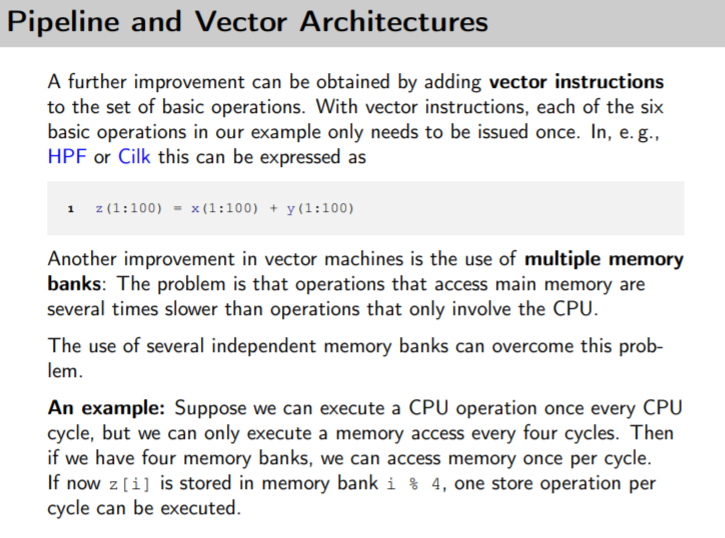 Pipeline and Vector Architectures
A further improvement can be obtained by adding vector instructions
to the set of basic operations. With vector instructions, each of the six
basic operations in our example only needs to be issued once. In, e. g.,
HPF or Cilk this can be expressed as
1 z(1:100) = x(1:100) + y(1:100)
Another improvement in vector machines is the use of multiple memory
banks: The problem is that operations that access main memory are
several times slower than operations that only involve the CPU.
The use of several independent memory banks can overcome this prob-
lem.
An example: Suppose we can execute a CPU operation once every CPU
cycle, but we can only execute a memory access every four cycles. Then
if we have four memory banks, we can access memory once per cycle.
If now z[i] is stored in memory bank i % 4, one store operation per
cycle can be executed.